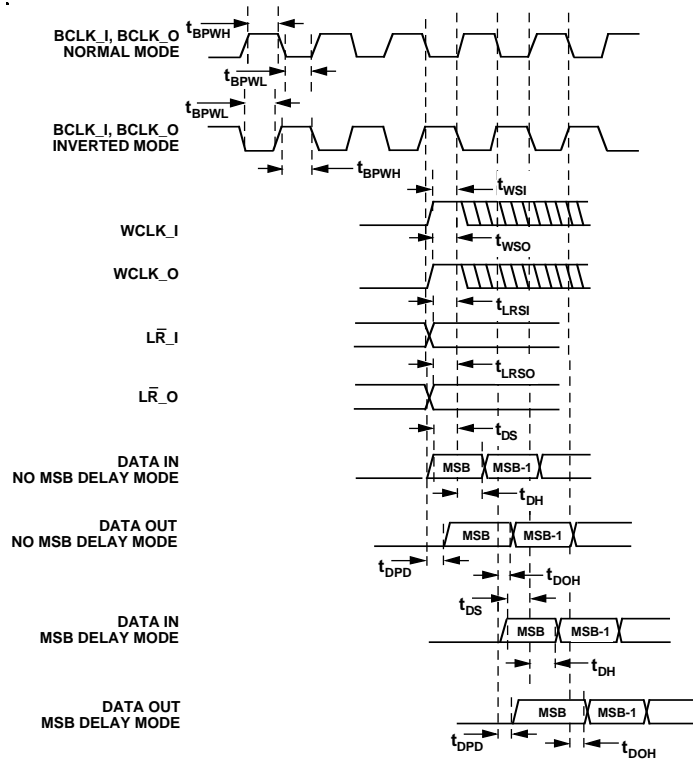 tBPWH
BCLK_I, BCLK_O
NORMAL MODE
tBPWL
tBPWL
BCLK_I, BCLK_O
INVERTED MODE
tBPWH
tWSI
WCLK_I
tWSO
WCLK_O
tLRSI
LR̅_I
tLRSO
LR̅_O
tDS
DATA IN
NO MSB DELAY MODE
MSB
MSB-1
tDH
DATA OUT
NO MSB DELAY MODE
MSB
MSB-1
tDPD
tDOH
tDS
DATA IN
MSB DELAY MODE
MSB
MSB-1
tDH
DATA OUT
MSB DELAY MODE
MSB
MSB-1
tDPD
tDOH